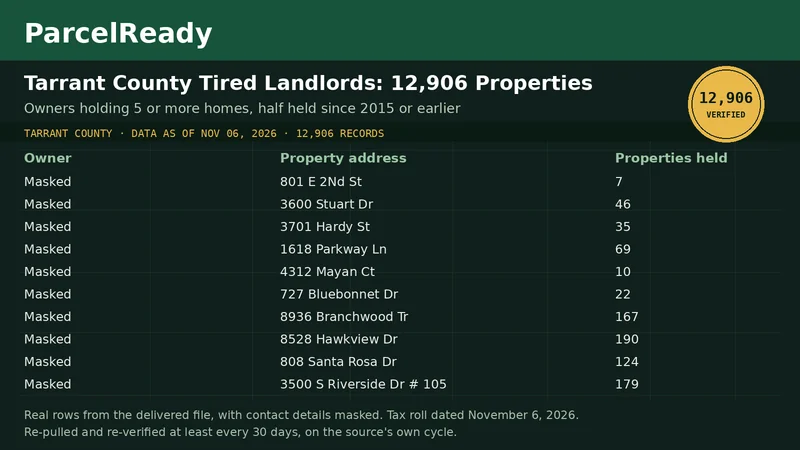 ParcelReady
Tarrant County Tired Landlords: 12,906 Properties
Owners holding 5 or more homes, half held since 2015 or earlier
12,906
VERIFIED
TARRANT COUNTY · DATA AS OF NOV 06, 2026 · 12,906 RECORDS
Owner Property address Properties held
Masked 801 E 2Nd St 7
Masked 3600 Stuart Dr 46
Masked 3701 Hardy St 35
Masked 1618 Parkway Ln 69
Masked 4312 Mayan Ct 10
Masked 727 Bluebonnet Dr 22
Masked 8936 Branchwood Tr 167
Masked 8528 Hawkview Dr 190
Masked 808 Santa Rosa Dr 124
Masked 3500 S Riverside Dr # 105 179
Real rows from the delivered file, with contact details masked. Tax roll dated November 6, 2026.
Re-pulled and re-verified at least every 30 days, on the source's own cycle.